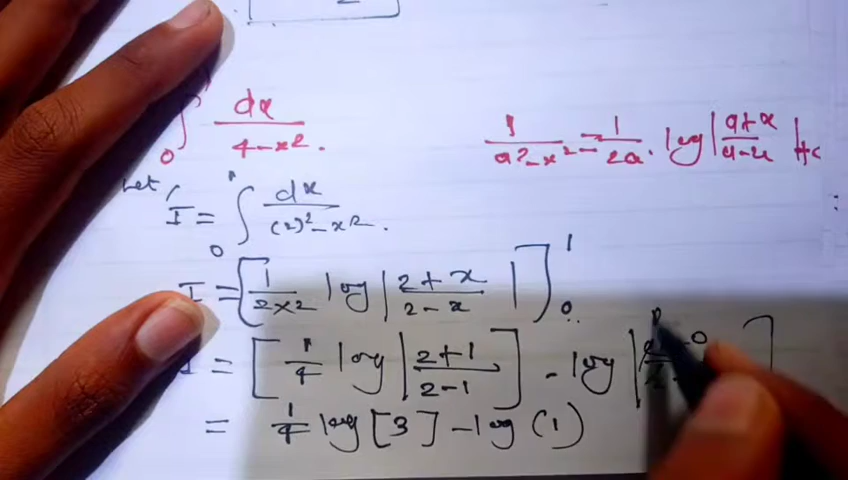 ∫₀¹ dx / 4 - x². 1 / a² - x² = 1 / 2a . log | a + x / a - x | + c
Let,
I = ∫₀¹ dx / (2)² - x².
I = [ 1 / 2×2 log | 2 + x / 2 - x | ]₀¹
I = [ 1 / 4 log | 2 + 1 / 2 - 1 ] - log |
= 1 / 4 log [3] - log (1)